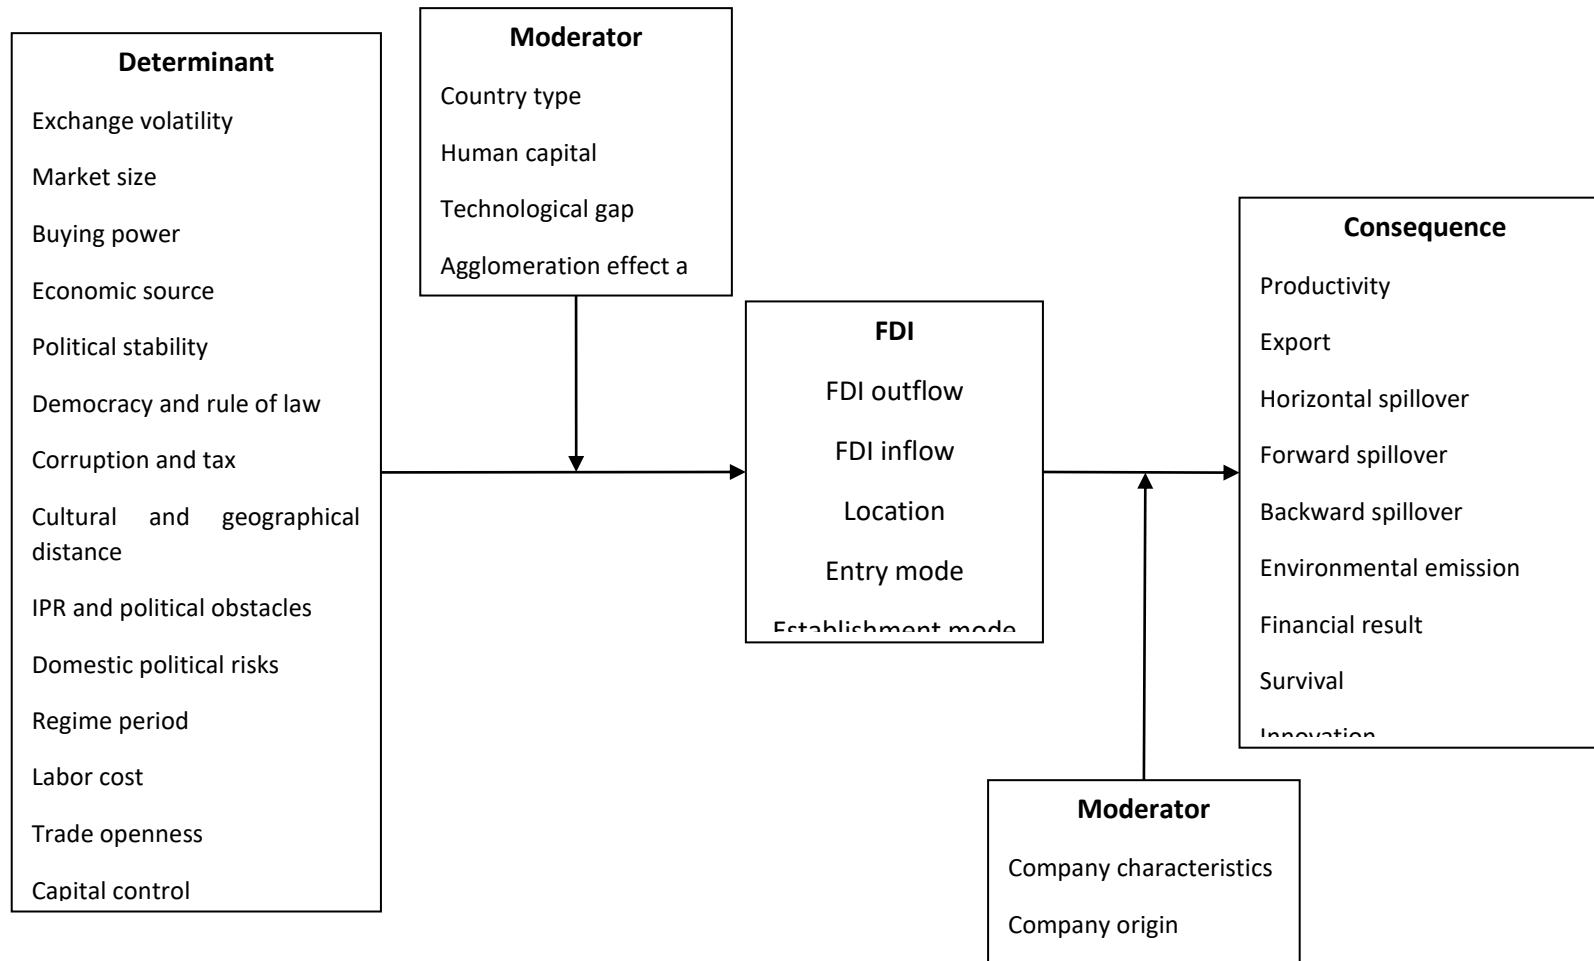 Determinant
Exchange volatility
Market size
Buying power
Economic source
Political stability
Democracy and rule of law
Corruption and tax
Cultural and geographical
distance
IPR and political obstacles
Domestic political risks
Regime period
Labor cost
Trade openness
Capital control
Moderator
Country type
Human capital
Technological gap
Agglomeration effect a
FDI
FDI outflow
FDI inflow
Location
Entry mode
Establishment mode
Consequence
Productivity
Export
Horizontal spillover
Forward spillover
Backward spillover
Environmental emission
Financial result
Survival
Innovation
Moderator
Company characteristics
Company origin